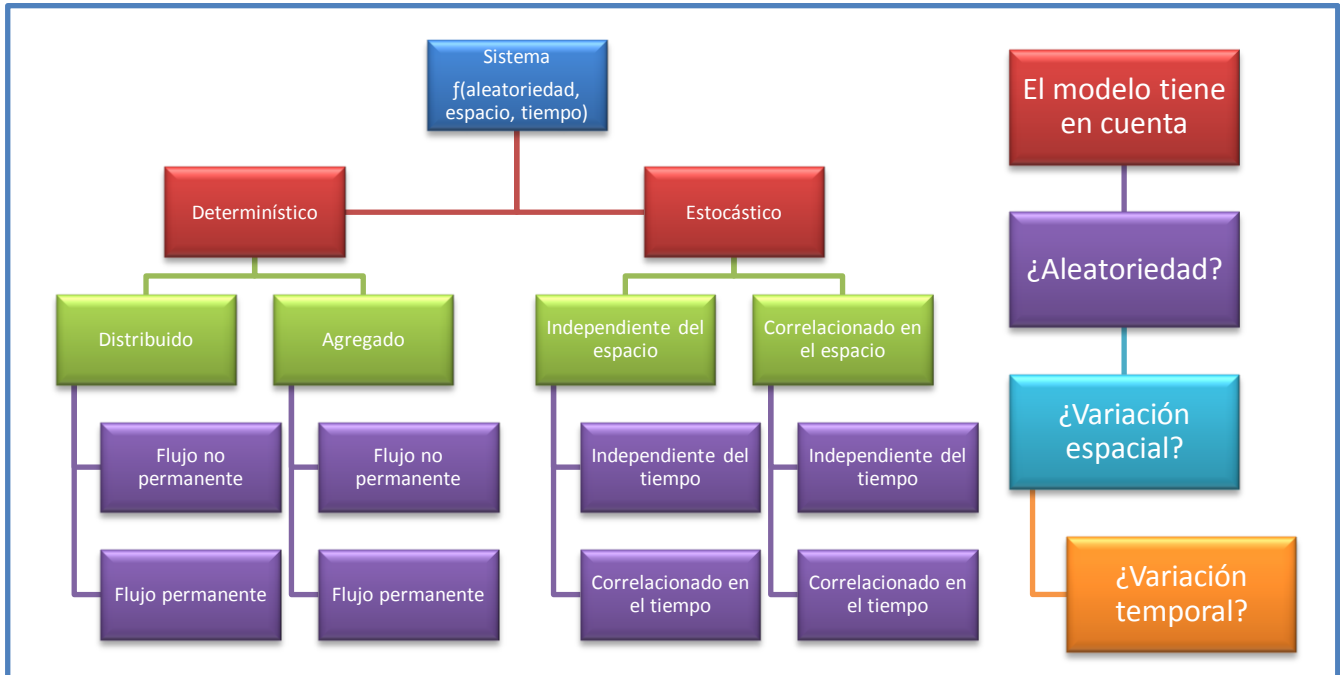 Sistema
ƒ(aleatoriedad,
espacio, tiempo)
Determinístico
Estocástico
Distribuido
Agregado
Independiente del
espacio
Correlacionado en
el espacio
Flujo no
permanente
Flujo no
permanente
Independiente del
tiempo
Independiente del
tiempo
Flujo permanente
Flujo permanente
Correlacionado en
el tiempo
Correlacionado en
el tiempo
El modelo tiene
en cuenta
¿Aleatoriedad?
¿Variación
espacial?
¿Variación
temporal?